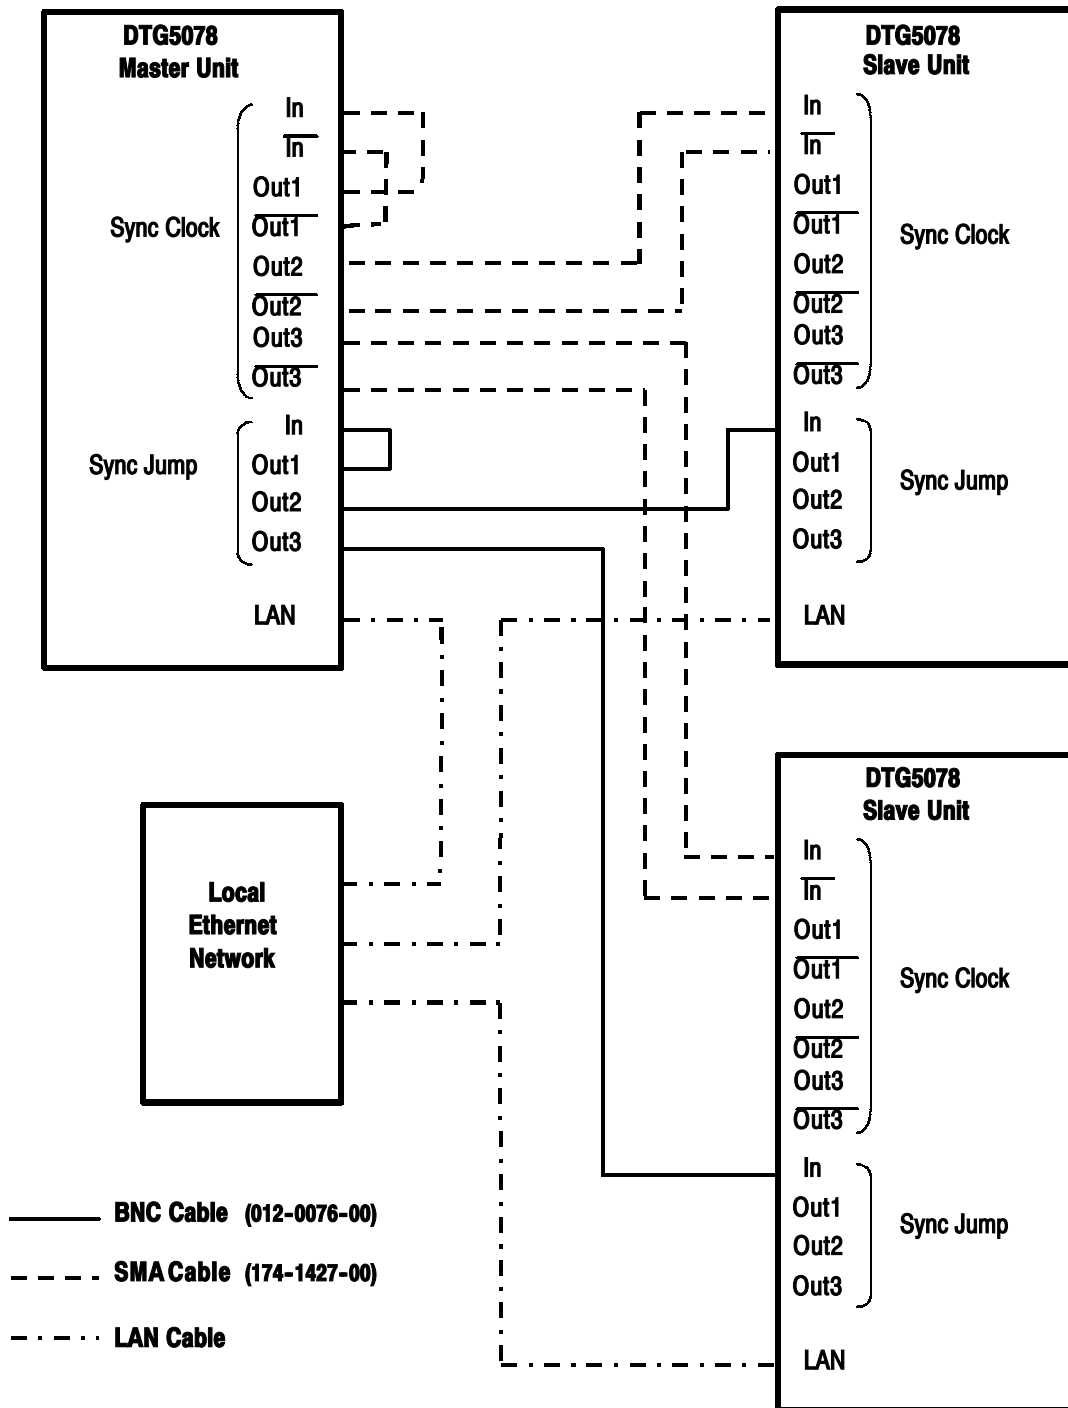 DTG5078
Master Unit
In
In
Out1
Out1
Out2
Out2
Out3
Out3
Sync Clock
In
Out1
Out2
Out3
Sync Jump
LAN
DTG5078
Slave Unit
In
In
Out1
Out1
Out2
Out2
Out3
Out3
Sync Clock
In
Out1
Out2
Out3
Sync Jump
LAN
Local
Ethernet
Network
DTG5078
Slave Unit
In
In
Out1
Out1
Out2
Out2
Out3
Out3
Sync Clock
In
Out1
Out2
Out3
Sync Jump
LAN
BNC Cable (012-0076-00)
SMA Cable (174-1427-00)
LAN Cable